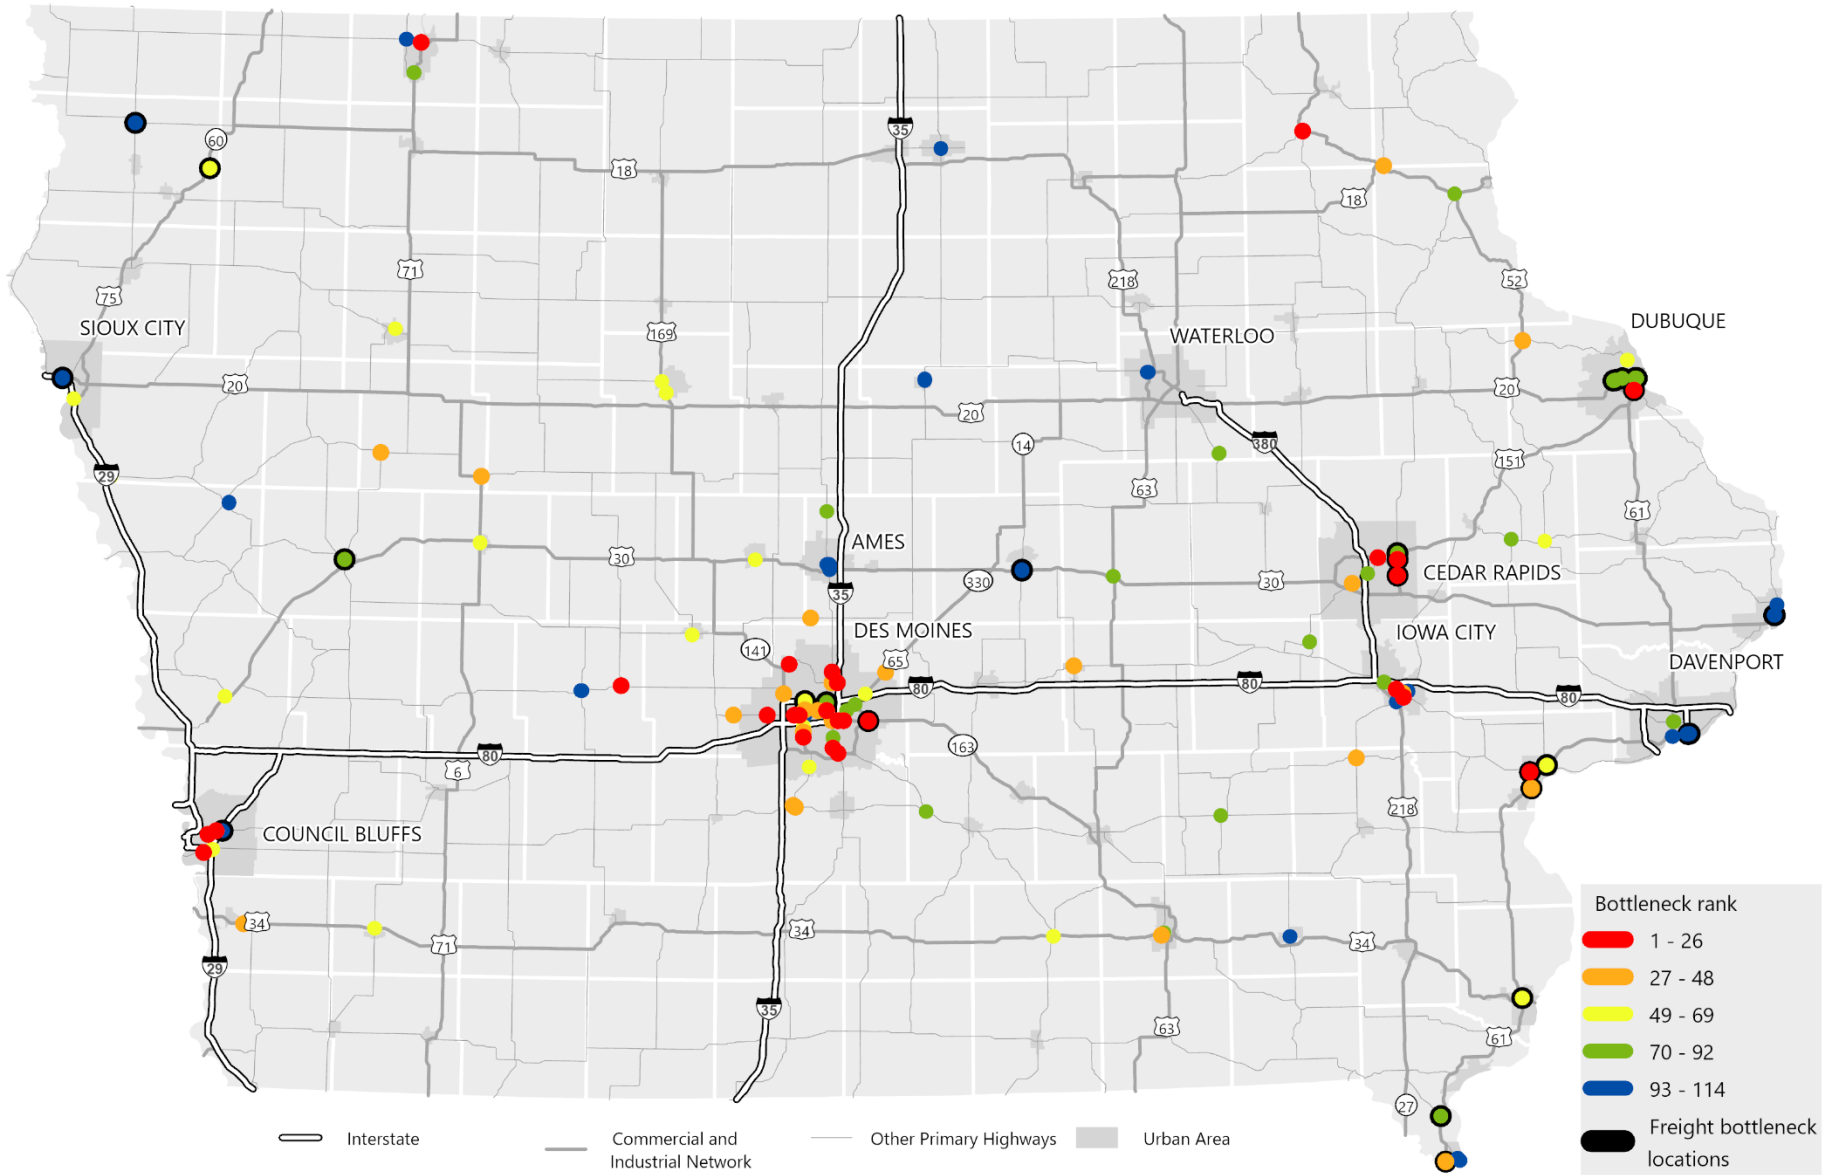 35
60
18
18
71
75
218
52
SIOUX CITY
169
WATERLOO
DUBUQUE
20
20
20
14
380
151
29
63
61
AMES
30
330
30
CEDAR RAPIDS
35
DES MOINES
IOWA CITY
141
65
DAVENPORT
80
80
80
80
163
6
218
COUNCIL BLUFFS
34
34
34
71
29
35
63
61
27
Bottleneck rank
1 - 26
27 - 48
49 - 69
70 - 92
93 - 114
Freight bottleneck
locations
Interstate
Commercial and
Industrial Network
Other Primary Highways
Urban Area